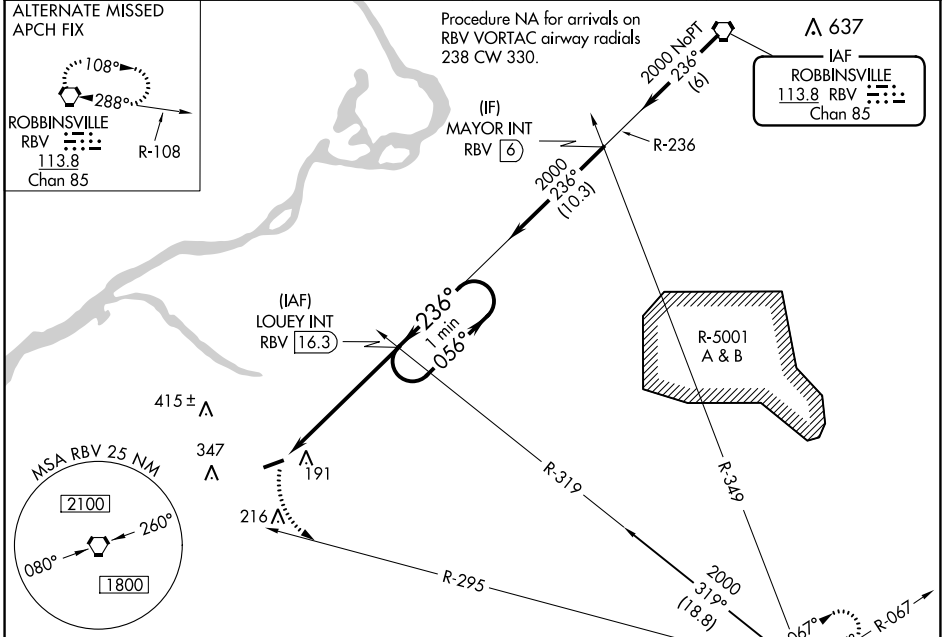 ALTERNATE MISSED
APCH FIX
108°
288°
ROBBINSVILLE
RBV
113.8
Chan 85
R-108
Procedure NA for arrivals on
RBV VORTAC airway radials
238 CW 330.
2000 NoPT
236°
(6)
637
IAF
ROBBINSVILLE
113.8 RBV
Chan 85
(IF)
MAYOR INT
RBV 6
R-236
2000
236°
(10.3)
(IAF)
LOUEY INT
RBV 16.3
236°
1 min
056°
R-5001
A & B
415 ±
347
191
216
MSA RBV 25 NM
2100
260°
080°
1800
R-319
R-349
R-295
2000
319°
(18.8)
067°
R-067